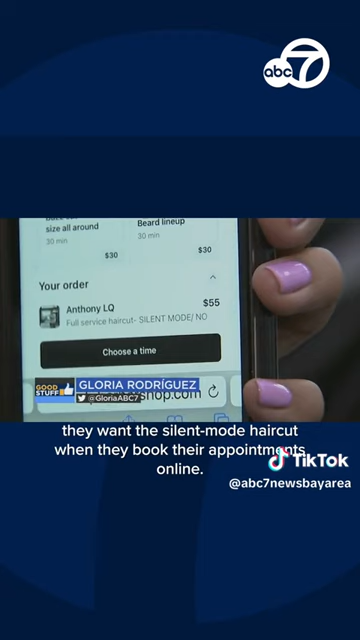 abc 7
size all around
30 min
$30
Beard lineup
30 min
$30
Your order
Anthony LQ
$55
Full service haircut- SILENT MODE/ NO
Choose a time
GOOD
STUFF
GLORIA RODRÍGUEZ
@GloriaABC7
shop.com
they want the silent-mode haircut
when they book their appointments
online.
TikTok
@abc7newsbayarea